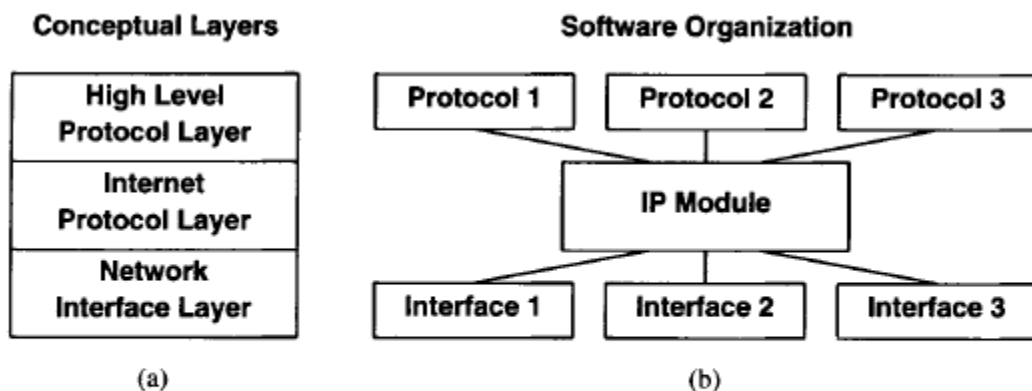 Conceptual Layers
High Level
Protocol Layer
Internet
Protocol Layer
Network
Interface Layer
(a)
Software Organization
Protocol 1
Protocol 2
Protocol 3
IP Module
Interface 1
Interface 2
Interface 3
(b)